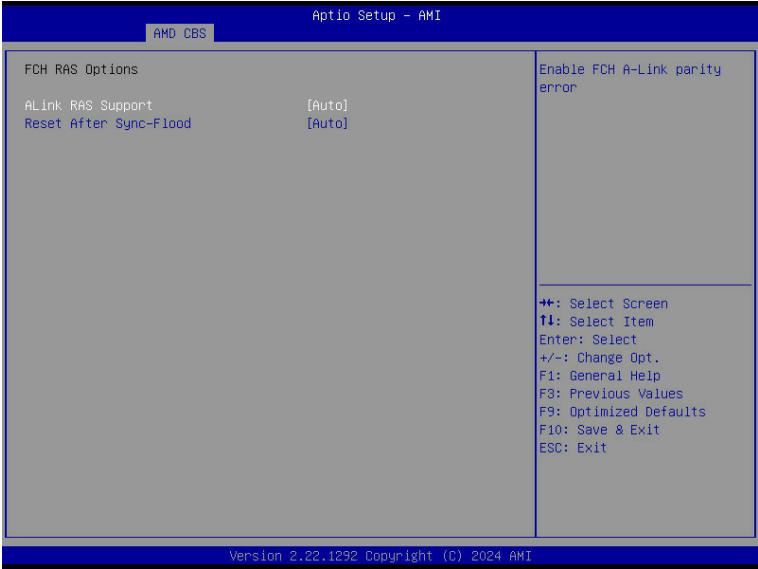 Aptio Setup - AMI
AMD CBS
FCH RAS Options
ALink RAS Support [Auto]
Reset After Sync-Flood [Auto]
Enable FCH A-Link parity
error
→←: Select Screen
↑↓: Select Item
Enter: Select
+/-: Change Opt.
F1: General Help
F3: Previous Values
F9: Optimized Defaults
F10: Save & Exit
ESC: Exit
Version 2.22.1292 Copyright (C) 2024 AMI